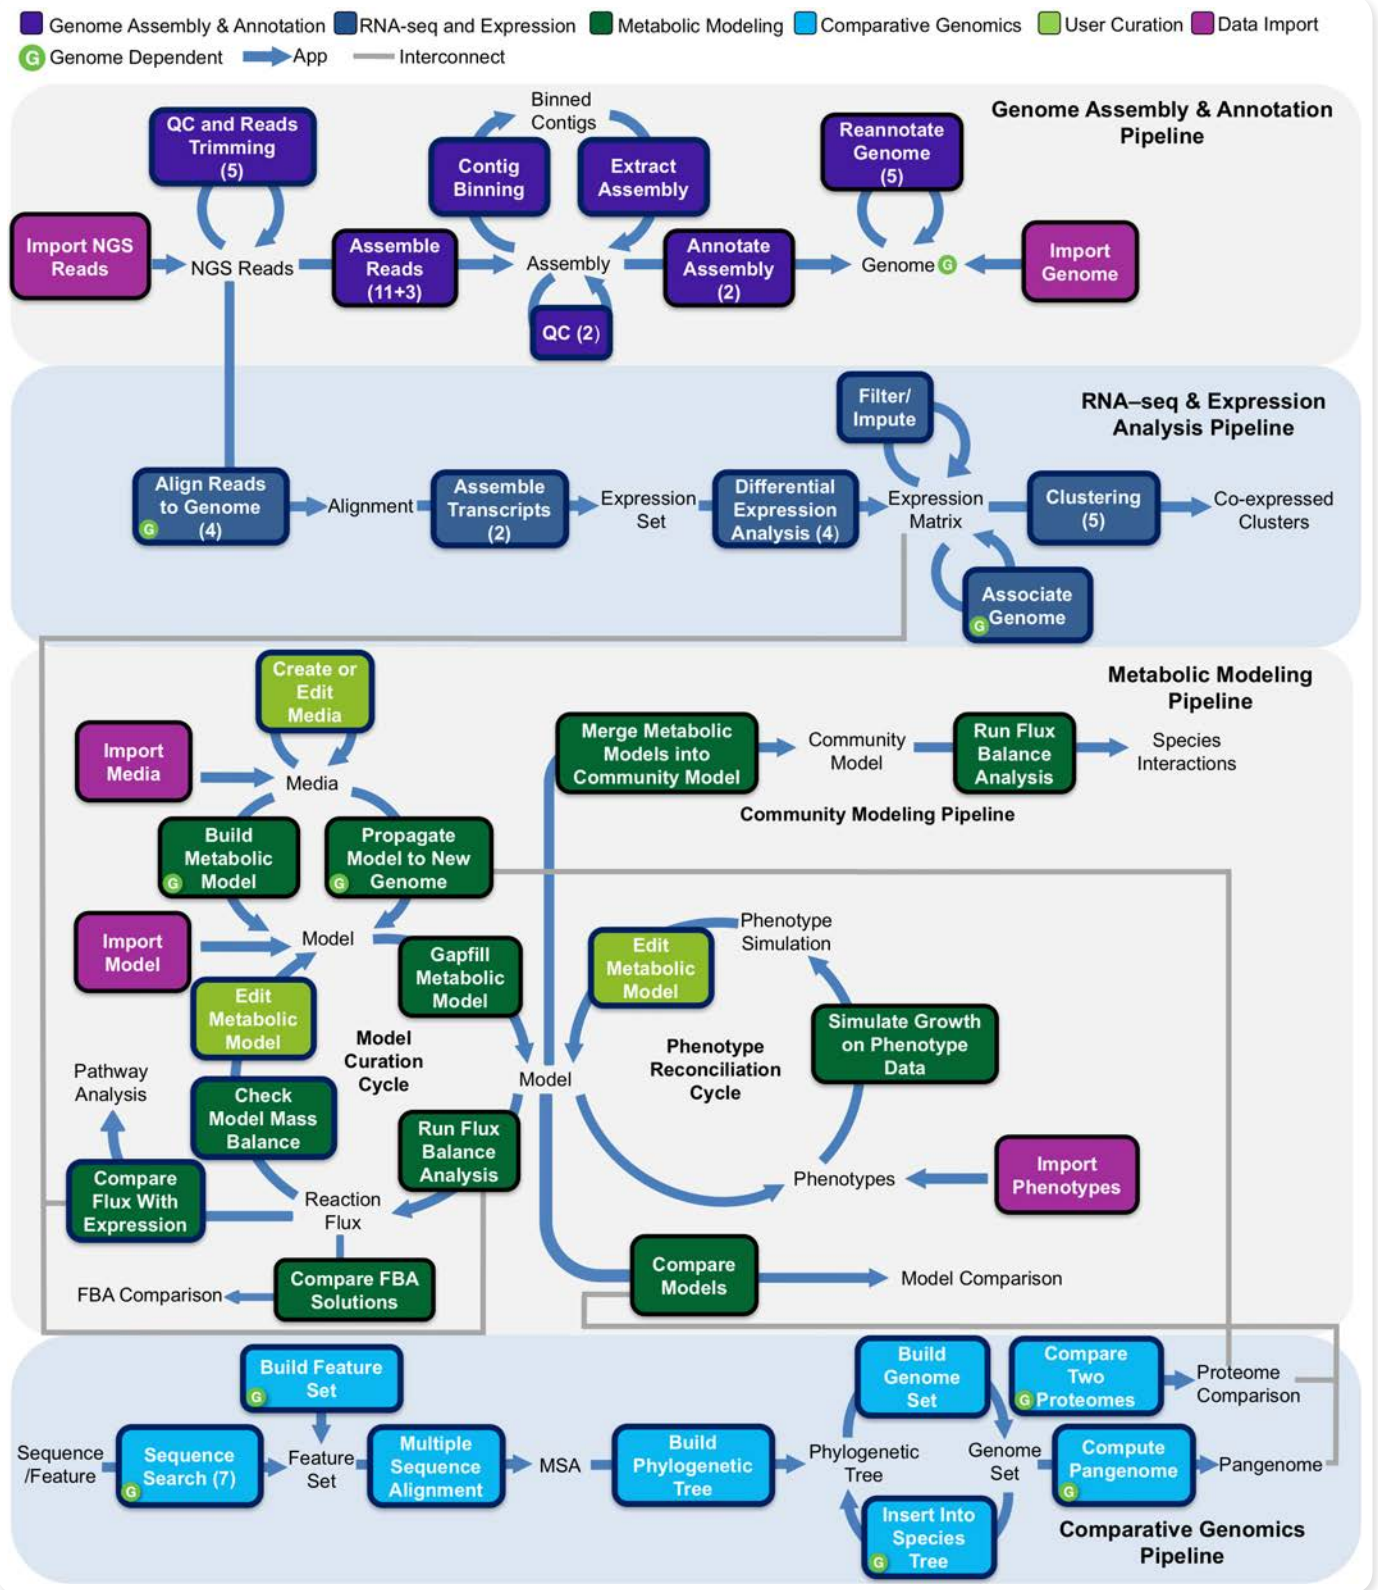 Genome Assembly & Annotation
RNA-seq and Expression
Metabolic Modeling
Comparative Genomics
User Curation
Data Import
G Genome Dependent
App
Interconnect
Genome Assembly & Annotation
Pipeline
QC and Reads
Trimming
(5)
Binned
Contigs
Contig
Binning
Extract
Assembly
Reannotate
Genome
(5)
Import NGS
Reads
NGS Reads
Assemble
Reads
(11+3)
Assembly
QC (2)
Annotate
Assembly
(2)
Genome G
Import
Genome
RNA–seq & Expression
Analysis Pipeline
Filter/
Impute
Align Reads
to Genome
G
(4)
Alignment
Assemble
Transcripts
(2)
Expression
Set
Differential
Expression
Analysis (4)
Expression
Matrix
Clustering
(5)
Co-expressed
Clusters
Associate
G Genome
Metabolic Modeling
Pipeline
Create or
Edit
Media
Import
Media
Media
Merge Metabolic
Models into
Community Model
Community
Model
Run Flux
Balance
Analysis
Species
Interactions
Community Modeling Pipeline
Build
Metabolic
G Model
Propagate
Model to New
G Genome
Import
Model
Model
Gapfill
Metabolic
Model
Edit
Metabolic
Model
Phenotype
Simulation
Edit
Metabolic
Model
Model
Curation
Cycle
Phenotype
Reconciliation
Cycle
Simulate Growth
on Phenotype
Data
Pathway
Analysis
Model
Check
Model Mass
Balance
Run Flux
Balance
Analysis
Compare
Flux With
Expression
Reaction
Flux
Phenotypes
Import
Phenotypes
Compare FBA
Solutions
FBA Comparison
Compare
Models
Model Comparison
Build Feature
Set
G
Build
Genome
Set
Compare
Two
G Proteomes
Proteome
Comparison
Sequence
/Feature
Sequence
Search (7)
G
Feature
Set
Multiple
Sequence
Alignment
MSA
Build
Phylogenetic
Tree
Phylogenetic
Tree
Genome
Set
Compute
Pangenome
G
Pangenome
Insert Into
Species
G Tree
Comparative Genomics
Pipeline